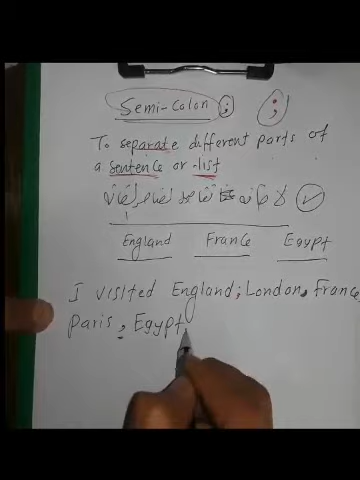 Semi-Colon ;
;
To separate different parts of
a sentence or list
England France Egypt
I visited England; London, France,
Paris ; Egypt